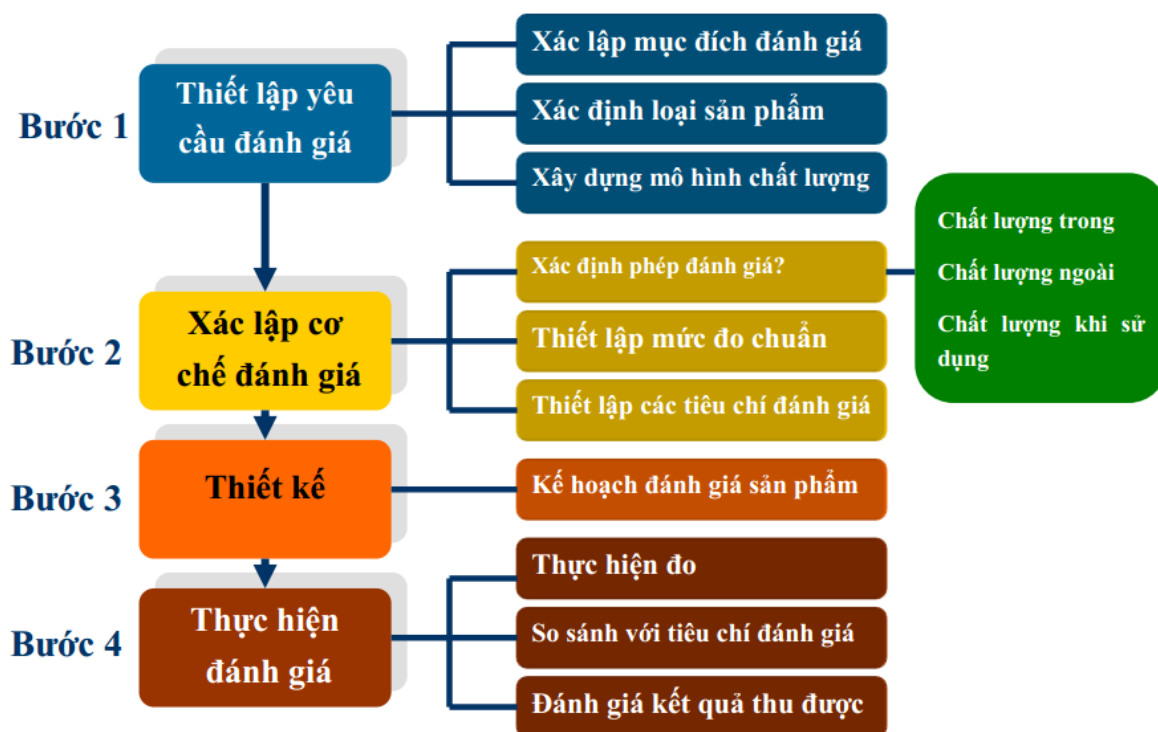 Bước 1
Thiết lập yêu
cầu đánh giá
Xác lập mục đích đánh giá
Xác định loại sản phẩm
Xây dựng mô hình chất lượng
Bước 2
Xác lập cơ
chế đánh giá
Xác định phép đánh giá?
Thiết lập mức đo chuẩn
Thiết lập các tiêu chí đánh giá
Chất lượng trong
Chất lượng ngoài
Chất lượng khi sử
dụng
Bước 3
Thiết kế
Kế hoạch đánh giá sản phẩm
Bước 4
Thực hiện
đánh giá
Thực hiện đo
So sánh với tiêu chí đánh giá
Đánh giá kết quả thu được